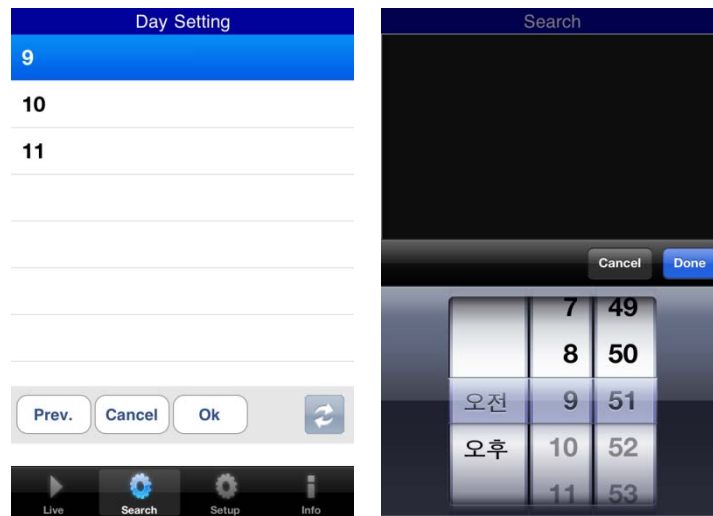 Day Setting
9
10
11
Prev. Cancel Ok
Live Search Setup Info
Search
Cancel Done
7 49
8 50
오전 9 51
오후 10 52
11 53